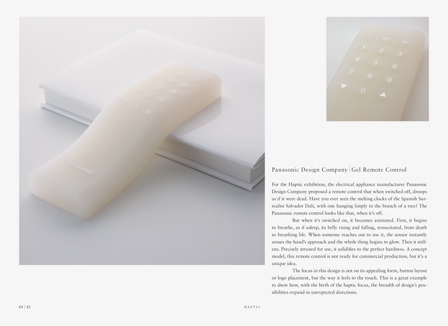 Panasonic Design Company | Gel Remote Control
For the Haptic exhibition, the electrical appliance manufacturer Panasonic
Design Company proposed a remote control that when switched off, droops
as if it were dead. Have you ever seen the melting clocks of the Spanish Sur-
realist Salvador Dali, with one hanging limply in the branch of a tree? The
Panasonic remote control looks like that, when it's off.
But when it's switched on, it becomes animated. First, it begins
to breathe, as if asleep, its belly rising and falling, resuscitated, from death
to breathing life. When someone reaches out to use it, the sensor instantly
senses the hand's approach and the whole thing begins to glow. Then it stiff-
ens. Precisely attuned for use, it solidifies to the perfect hardness. A concept
model, this remote control is not ready for commercial production, but it's a
unique idea.
The focus in this design is not on its appealing form, button layout
or logo placement, but the way it feels to the touch. This is a great example
to show how, with the birth of the haptic focus, the breadth of design's pos-
sibilities expand in unexpected directions.
HAPTIC